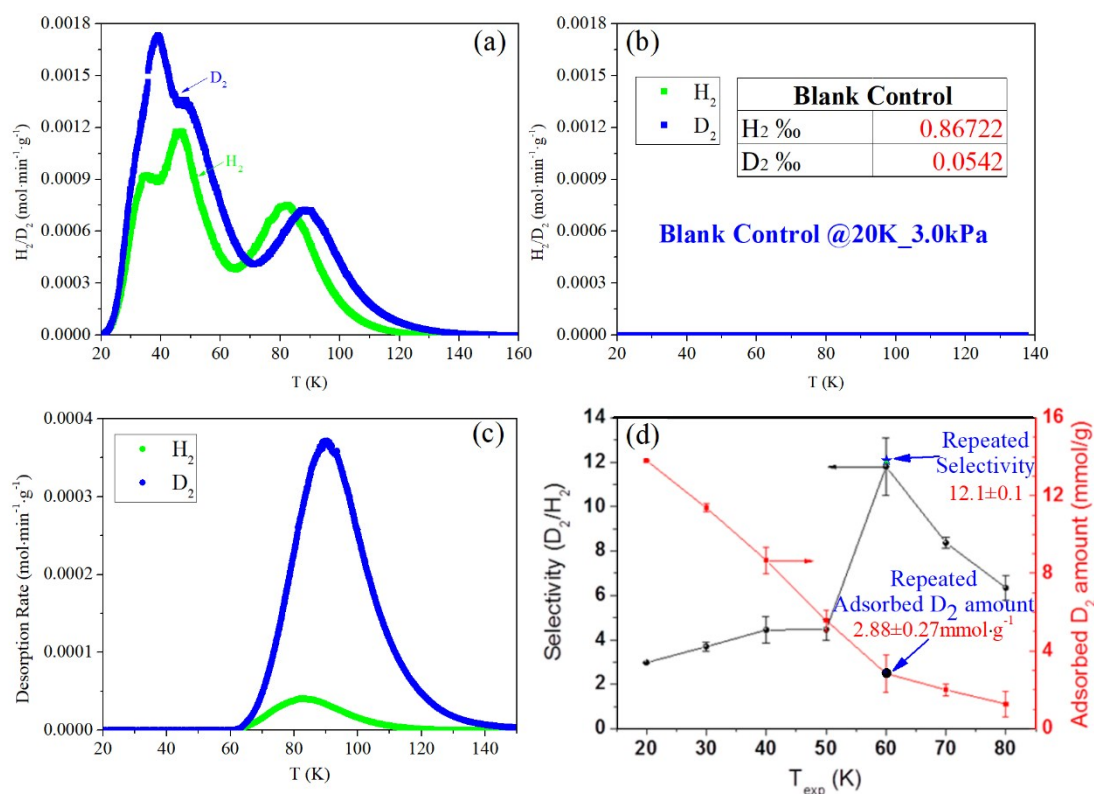 (a)
0.0018
0.0015
0.0012
0.0009
0.0006
0.0003
0.0000
H₂/D₂ (mol·min⁻¹·g⁻¹)
D₂
H₂
20 40 60 80 100 120 140 160
T (K)
(b)
0.0018
0.0015
0.0012
0.0009
0.0006
0.0003
0.0000
H₂/D₂ (mol·min⁻¹·g⁻¹)
H₂
D₂
Blank Control
H₂ ‰ 0.86722
D₂ ‰ 0.0542
Blank Control @20K_3.0kPa
20 40 60 80 100 120 140
T (K)
(c)
0.0004
0.0003
0.0002
0.0001
0.0000
Desorption Rate (mol·min⁻¹·g⁻¹)
H₂
D₂
20 40 60 80 100 120 140
T (K)
(d)
14
12
10
8
6
4
2
0
Selectivity (D₂/H₂)
Repeated
Selectivity
12.1±0.1
Repeated
Adsorbed D₂ amount
2.88±0.27mmol·g⁻¹
16
12
8
4
0
Adsorbed D₂ amount (mmol/g)
20 30 40 50 60 70 80
T_exp (K)